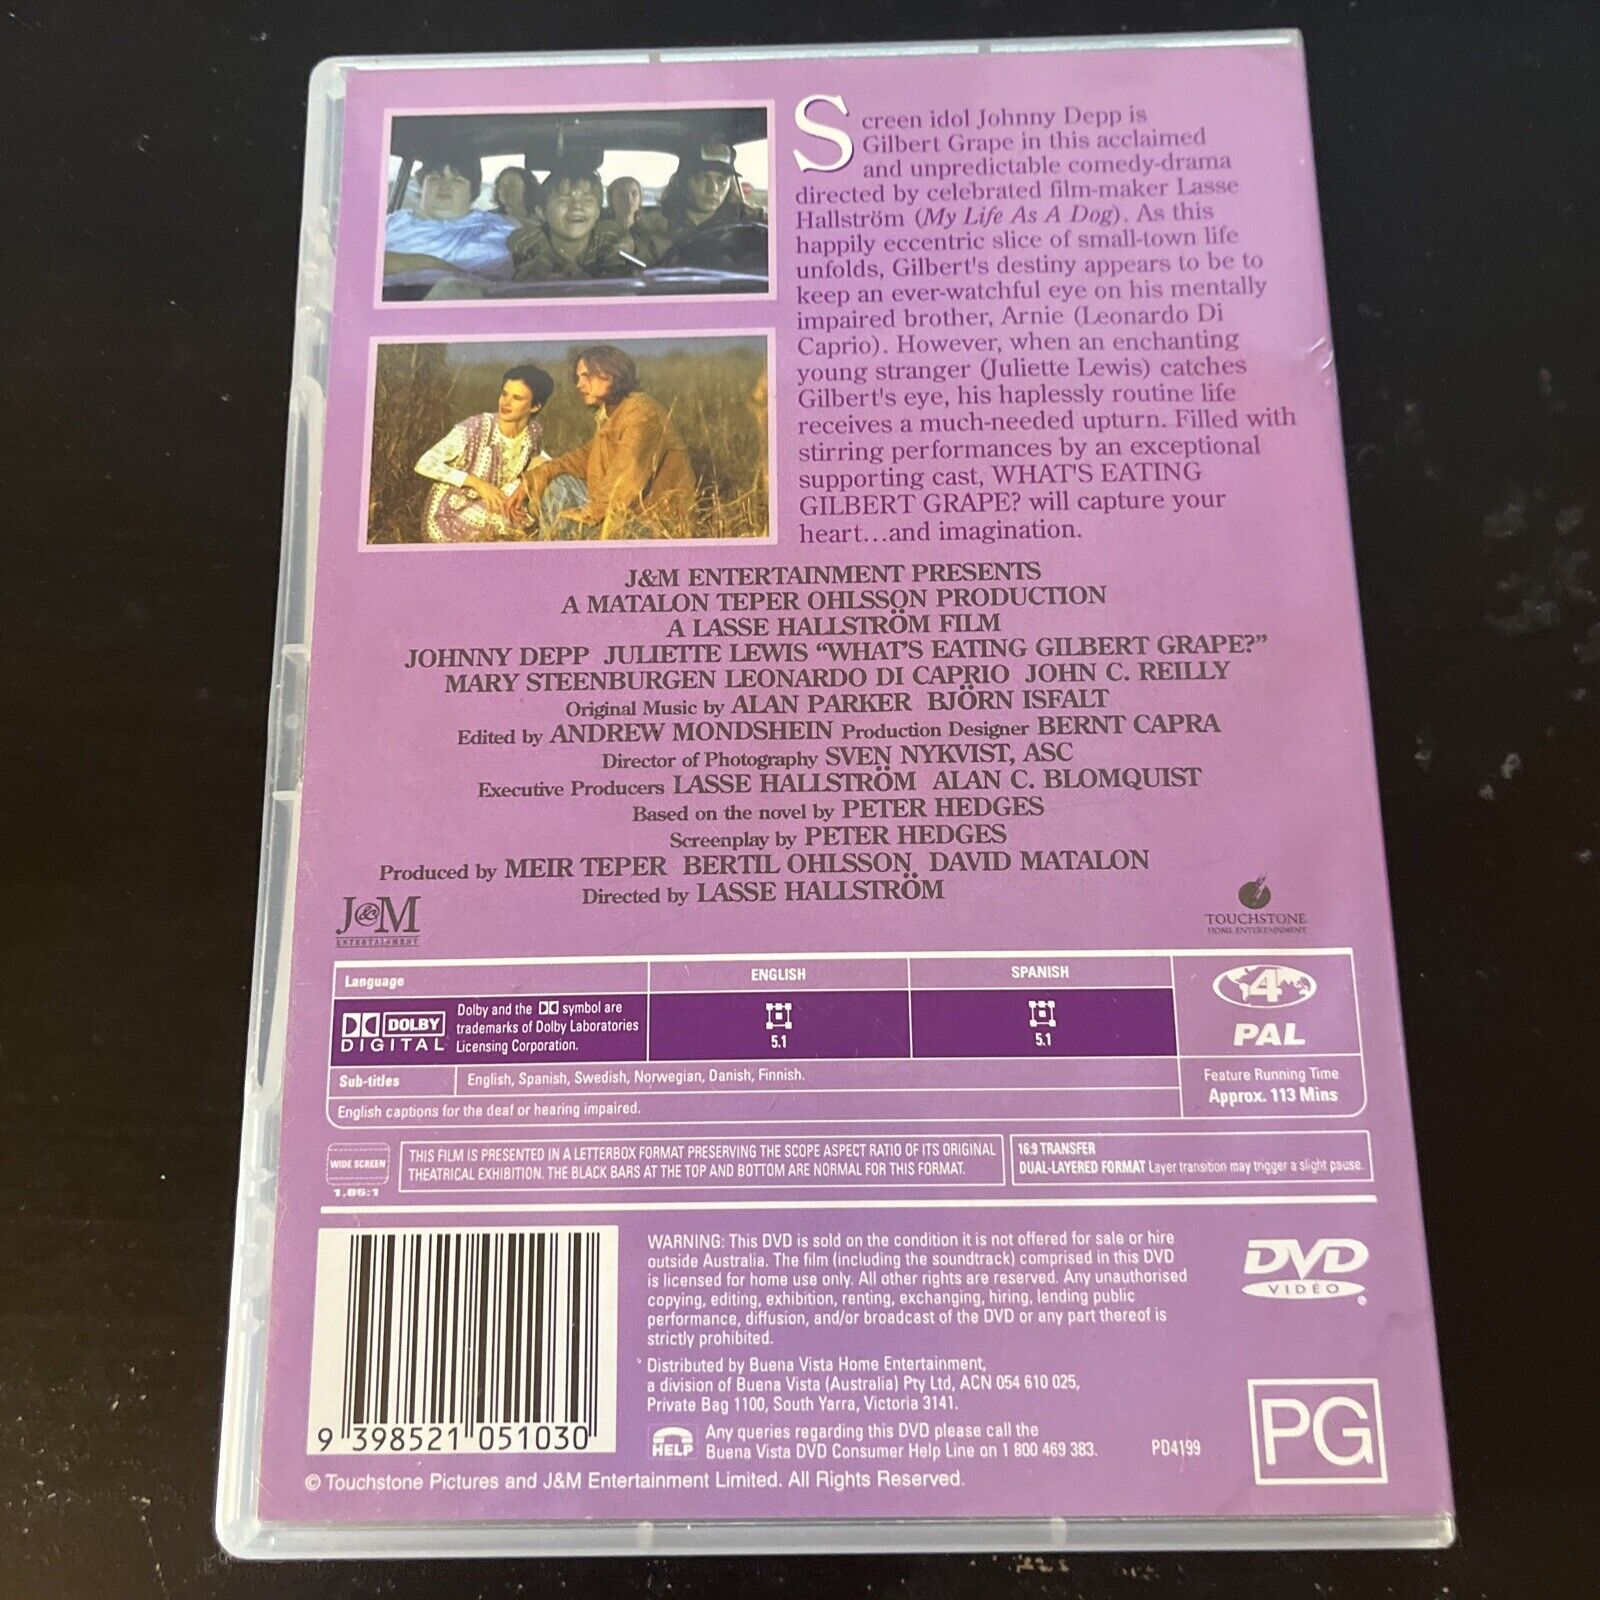 Screen idol Johnny Depp is
Gilbert Grape in this acclaimed
and unpredictable comedy-drama
directed by celebrated film-maker Lasse
Hallström (My Life As A Dog). As this
happily eccentric slice of small-town life
unfolds, Gilbert's destiny appears to be to
keep an ever-watchful eye on his mentally
impaired brother, Arnie (Leonardo Di
Caprio). However, when an enchanting
young stranger (Juliette Lewis) catches
Gilbert's eye, his haplessly routine life
receives a much-needed upturn. Filled with
stirring performances by an exceptional
supporting cast, WHAT'S EATING
GILBERT GRAPE? will capture your
heart...and imagination.
J&M ENTERTAINMENT PRESENTS
A MATALON TEPER OHLSSON PRODUCTION
A LASSE HALLSTRÖM FILM
JOHNNY DEPP JULIETTE LEWIS “WHAT'S EATING GILBERT GRAPE?”
MARY STEENBURGEN LEONARDO DI CAPRIO JOHN C. REILLY
Original Music by ALAN PARKER BJÖRN ISFALT
Edited by ANDREW MONDSHEIN Production Designer BERNT CAPRA
Director of Photography SVEN NYKVIST, ASC
Executive Producers LASSE HALLSTRÖM ALAN C. BLOMQUIST
Based on the novel by PETER HEDGES
Screenplay by PETER HEDGES
Produced by MEIR TEPER BERTIL OHLSSON DAVID MATALON
Directed by LASSE HALLSTRÖM
J&M
ENTERTAINMENT
TOUCHSTONE
HOME ENTERTAINMENT
Language
ENGLISH
SPANISH
DOLBY
DIGITAL
Dolby and the symbol are
trademarks of Dolby Laboratories
Licensing Corporation.
5.1
5.1
4
PAL
Sub-titles
English, Spanish, Swedish, Norwegian, Danish, Finnish.
English captions for the deaf or hearing impaired.
Feature Running Time
Approx. 113 Mins
WIDE SCREEN
1.85:1
THIS FILM IS PRESENTED IN A LETTERBOX FORMAT PRESERVING THE SCOPE ASPECT RATIO OF ITS ORIGINAL
THEATRICAL EXHIBITION. THE BLACK BARS AT THE TOP AND BOTTOM ARE NORMAL FOR THIS FORMAT.
16:9 TRANSFER
DUAL-LAYERED FORMAT Layer transition may trigger a slight pause.
WARNING: This DVD is sold on the condition it is not offered for sale or hire
outside Australia. The film (including the soundtrack) comprised in this DVD
is licensed for home use only. All other rights are reserved. Any unauthorised
copying, editing, exhibition, renting, exchanging, hiring, lending public
performance, diffusion, and/or broadcast of the DVD or any part thereof is
strictly prohibited.
Distributed by Buena Vista Home Entertainment,
a division of Buena Vista (Australia) Pty Ltd, ACN 054 610 025,
Private Bag 1100, South Yarra, Victoria 3141.
HELP
Any queries regarding this DVD please call the
Buena Vista DVD Consumer Help Line on 1 800 469 383.
PD4199
DVD
VIDEO
PG
9 398521 051030
© Touchstone Pictures and J&M Entertainment Limited. All Rights Reserved.